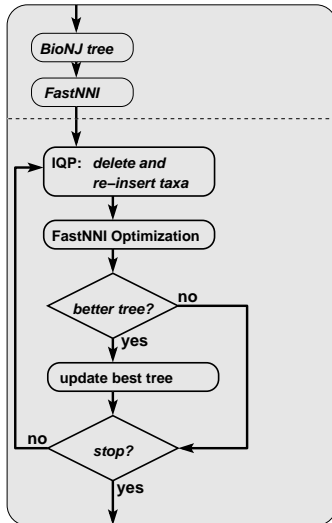 BioNJ tree
FastNNI
IQP: delete and
re–insert taxa
FastNNI Optimization
better tree?
no
yes
update best tree
no
stop?
yes